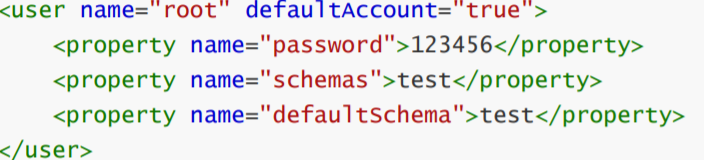 <user name="root" defaultAccount="true">
<property name="password">123456</property>
<property name="schemas">test</property>
<property name="defaultSchema">test</property>
</user>